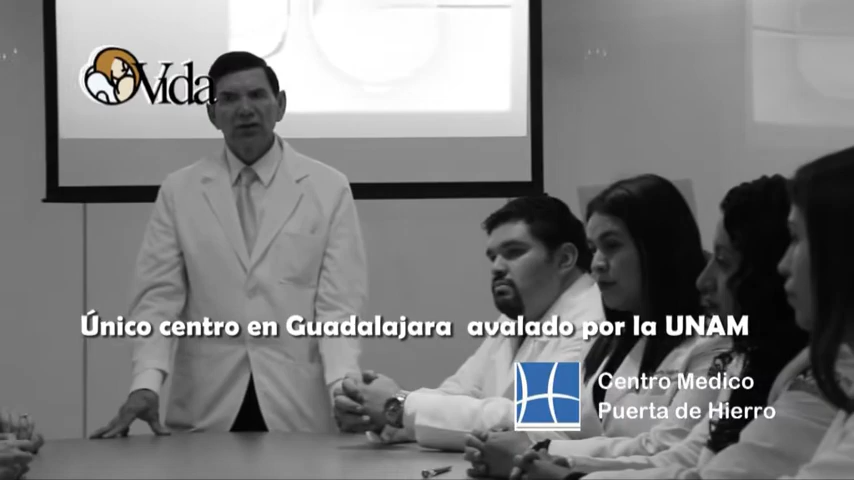 Vida
Único centro en Guadalajara avalado por la UNAM
Centro Medico
Puerta de Hierro